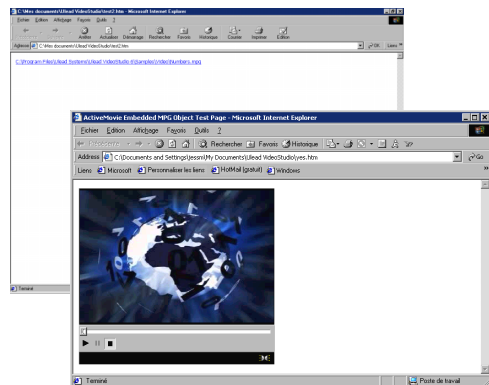 C:\Mes documents\Ulead VideoStudio\test2.htm - Microsoft Internet Explorer
Fichier Edition Affichage Favoris Outils ?
Arrêter Actualiser Démarrage Rechercher Favoris Historique Courrier Imprimer Edition
Adresse C:\Mes documents\Ulead VideoStudio\test2.htm OK Liens »
C:\Program Files\Ulead Systems\Ulead VideoStudio 6\Samples\Video\Numbers.mpg
Terminé
ActiveMovie Embedded MPG Object Test Page - Microsoft Internet Explorer
Fichier Edition Affichage Favoris Outils ?
Précédente Rechercher Favoris Historique
Address C:\Documents and Settings\jessmi\My Documents\Ulead VideoStudio\yes.htm Go
Liens Microsoft Personnaliser les liens HotMail (gratuit) Windows »
Terminé Poste de travail